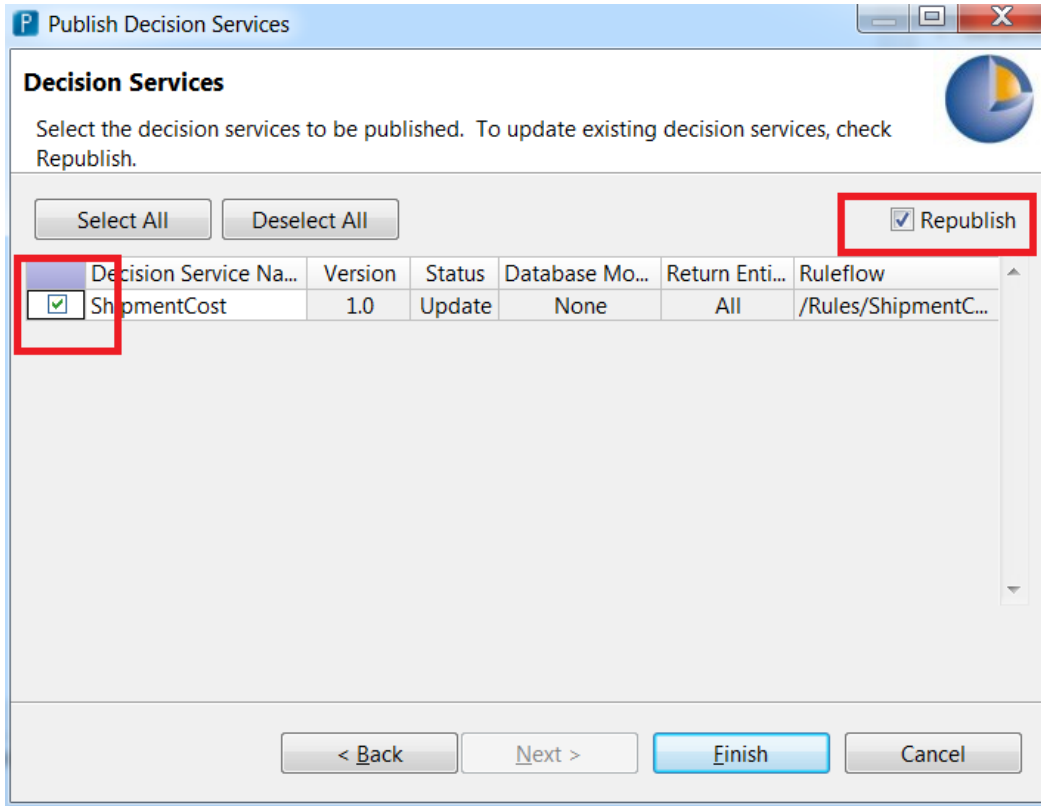 Publish Decision Services
Decision Services
Select the decision services to be published. To update existing decision services, check
Republish.
Select All Deselect All Republish
Decision Service Na... Version Status Database Mo... Return Enti... Ruleflow
ShipmentCost 1.0 Update None All /Rules/ShipmentC...
< Back Next > Finish Cancel